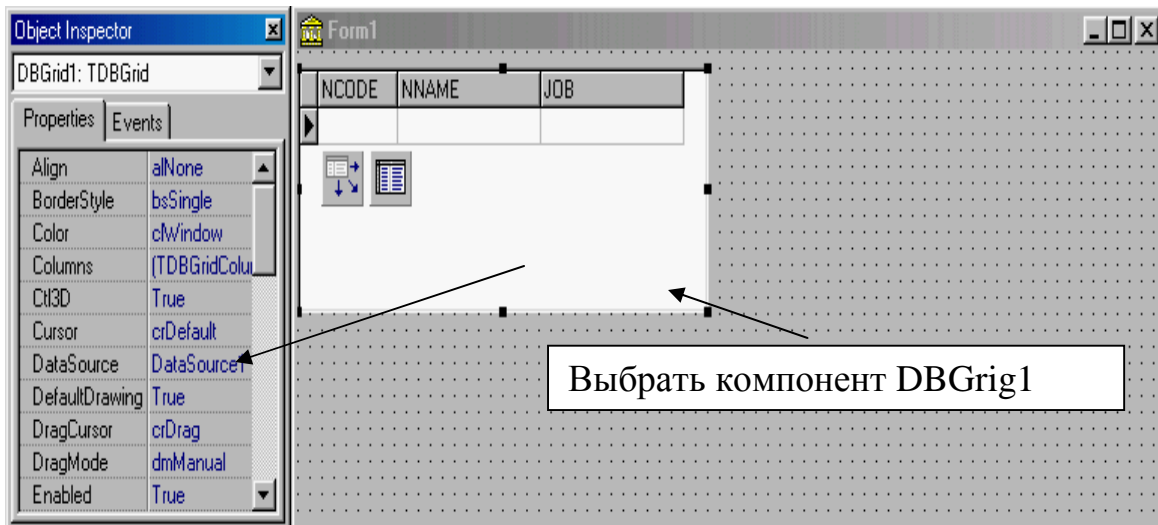 Object Inspector
DBGrid1: TDBGrid
Properties Events
Align alNone
BorderStyle bsSingle
Color clWindow
Columns (TDBGridColu
Ctl3D True
Cursor crDefault
DataSource DataSource1
DefaultDrawing True
DragCursor crDrag
DragMode dmManual
Enabled True
Form1
NCODE NNAME JOB
Выбрать компонент DBGrig1